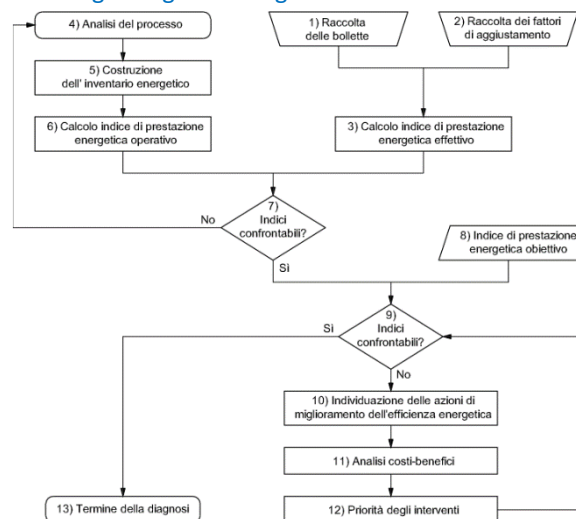 4) Analisi del processo
1) Raccolta
delle bollette
2) Raccolta dei fattori
di aggiustamento
5) Costruzione
dell' inventario energetico
6) Calcolo indice di prestazione
energetica operativo
3) Calcolo indice di prestazione
energetica effettivo
7)
Indici
confrontabili?
No
Sì
8) Indice di prestazione
energetica obiettivo
9)
Indici
confrontabili?
Sì
No
10) Individuazione delle azioni di
miglioramento dell'efficienza energetica
11) Analisi costi-benefici
12) Priorità degli interventi
13) Termine della diagnosi